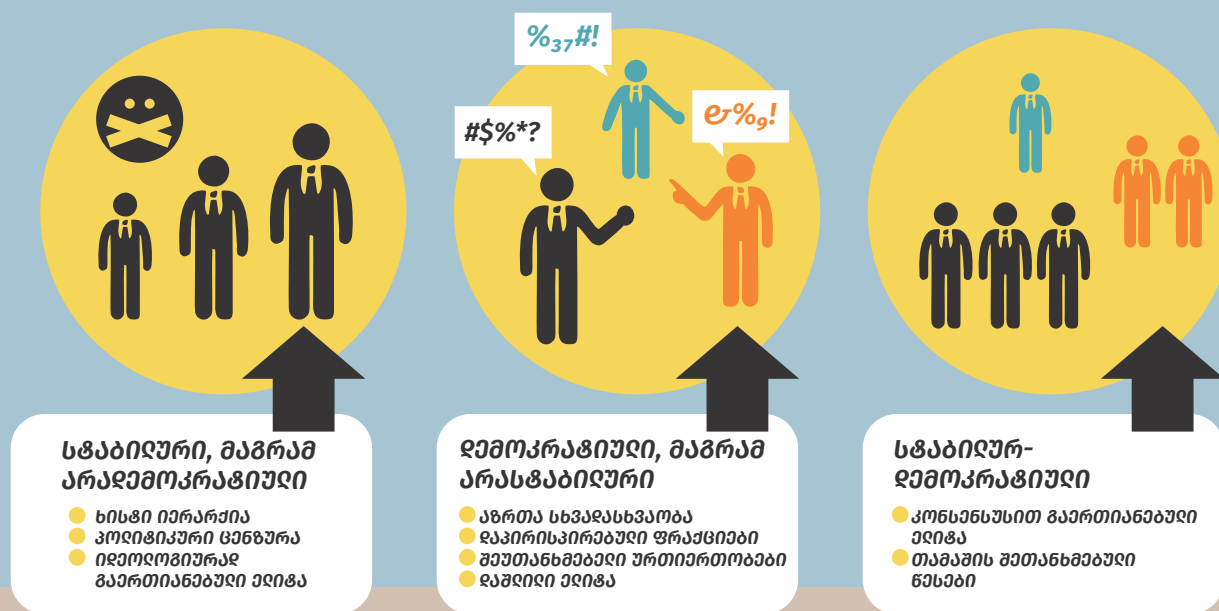 %37#!
#$%*?
&%9!
სტაბილური, მაგრამ
არადემოკრატიული
ხისტი იერარქია
პოლიტიკური ცენზურა
იდეოლოგიურად
გაერთიანებული ელიტა
დემოკრატიული, მაგრამ
არასტაბილური
აზრთა სხვადასხვაობა
დაპირისპირებული ფრაქციები
შეუთანხმებელი ურთიერთობები
დაშლილი ელიტა
სტაბილურ-
დემოკრატიული
კონსენსუსით გაერთიანებული
ელიტა
თამაშის შეთანხმებული
წესები